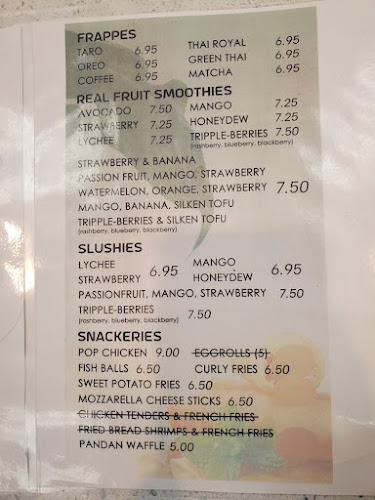 FRAPPES
TARO 6.95 THAI ROYAL 6.95
OREO 6.95 GREEN THAI 6.95
COFFEE 6.95 MATCHA 6.95
REAL FRUIT SMOOTHIES
AVOCADO 7.50 MANGO 7.25
STRAWBERRY 7.25 HONEYDEW 7.25
LYCHEE 7.25 TRIPPLE-BERRIES 7.50
(rashberry, blueberry, blackberry)
STRAWBERRY & BANANA
PASSION FRUIT, MANGO, STRAWBERRY
WATERMELON, ORANGE, STRAWBERRY 7.50
MANGO, BANANA, SILKEN TOFU
TRIPPLE-BERRIES & SILKEN TOFU
(rashberry, blueberry, blackberry)
SLUSHIES
LYCHEE MANGO
STRAWBERRY 6.95 HONEYDEW 6.95
PASSIONFRUIT, MANGO, STRAWBERRY 7.50
TRIPPLE-BERRIES
(rashberry, blueberry, blackberry) 7.50
SNACKERIES
POP CHICKEN 9.00 EGGROLLS (5)
FISH BALLS 6.50 CURLY FRIES 6.50
SWEET POTATO FRIES 6.50
MOZZARELLA CHEESE STICKS 6.50
CHICKEN TENDERS & FRENCH FRIES
FRIED BREAD SHRIMPS & FRENCH FRIES
PANDAN WAFFLE 5.00